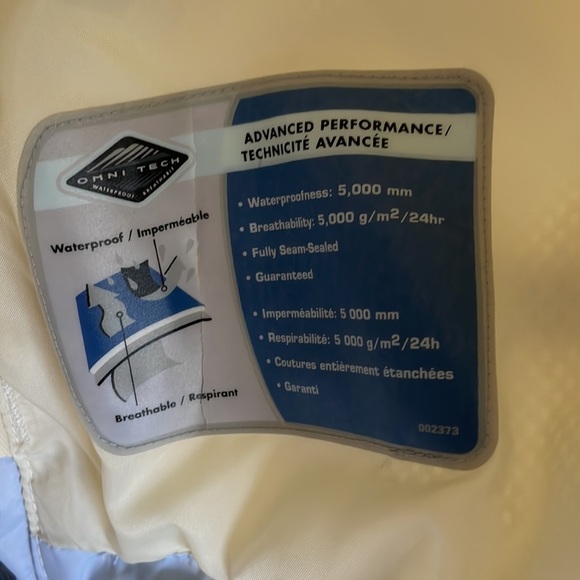 OMNI TECH
WATERPROOF · BREATHABLE
Waterproof / Imperméable
Breathable / Respirant
ADVANCED PERFORMANCE/
TECHNICITÉ AVANCÉE
• Waterproofness: 5,000 mm
• Breathability: 5,000 g/m2/24hr
• Fully Seam-Sealed
• Guaranteed
• Imperméabilité: 5 000 mm
• Respirabilité: 5 000 g/m2/24h
• Coutures entièrement étanchées
• Garanti
002373